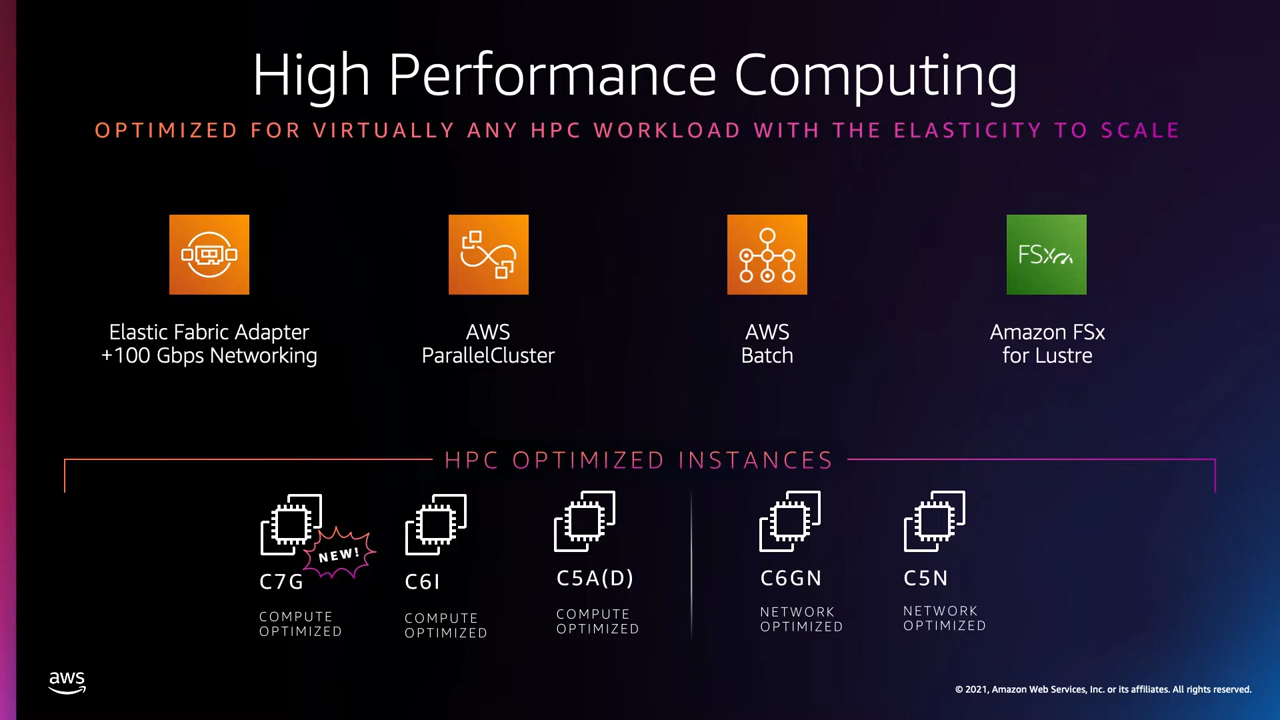 High Performance Computing
OPTIMIZED FOR VIRTUALLY ANY HPC WORKLOAD WITH THE ELASTICITY TO SCALE
FSx
Elastic Fabric Adapter
+100 Gbps Networking
AWS
ParallelCluster
AWS
Batch
Amazon FSx
for Lustre
HPC OPTIMIZED INSTANCES
NEW!
C7G
COMPUTE
OPTIMIZED
C6I
COMPUTE
OPTIMIZED
C5A(D)
COMPUTE
OPTIMIZED
C6GN
NETWORK
OPTIMIZED
C5N
NETWORK
OPTIMIZED
aws
© 2021, Amazon Web Services, Inc. or its affiliates. All rights reserved.